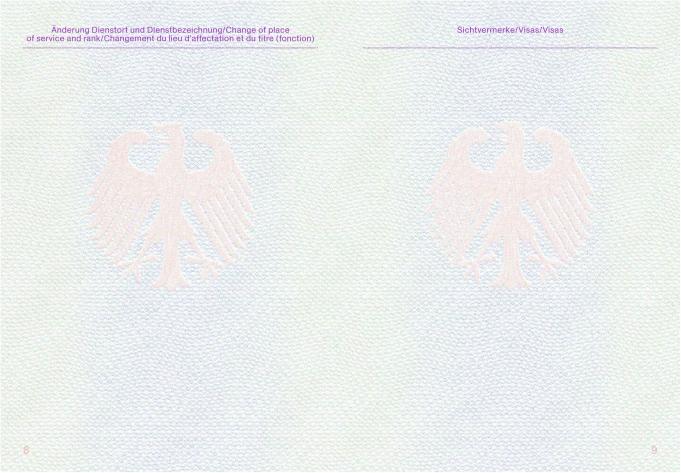 Änderung Dienstort und Dienstbezeichnung/Change of place
of service and rank/Changement du lieu d'affectation et du titre (fonction)
Sichtvermerke/Visas/Visas
8
9